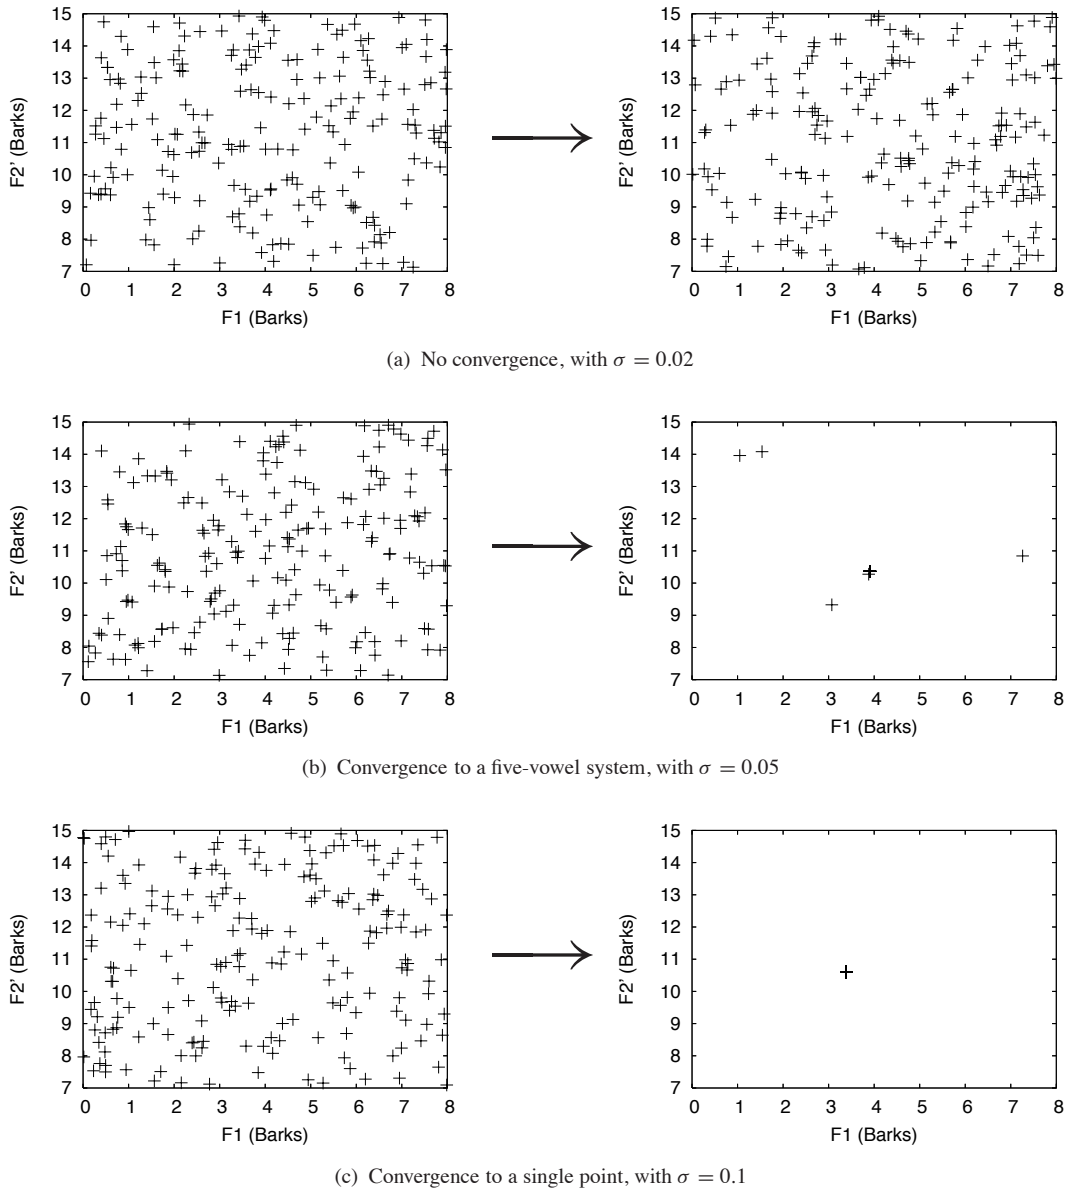 15
14
13
12
11
10
9
8
7
F2' (Barks)
0 1 2 3 4 5 6 7 8
F1 (Barks)
15
14
13
12
11
10
9
8
7
F2' (Barks)
0 1 2 3 4 5 6 7 8
F1 (Barks)
(a) No convergence, with σ = 0.02
15
14
13
12
11
10
9
8
7
F2' (Barks)
0 1 2 3 4 5 6 7 8
F1 (Barks)
15
14
13
12
11
10
9
8
7
F2' (Barks)
0 1 2 3 4 5 6 7 8
F1 (Barks)
(b) Convergence to a five-vowel system, with σ = 0.05
15
14
13
12
11
10
9
8
7
F2' (Barks)
0 1 2 3 4 5 6 7 8
F1 (Barks)
15
14
13
12
11
10
9
8
7
F2' (Barks)
0 1 2 3 4 5 6 7 8
F1 (Barks)
(c) Convergence to a single point, with σ = 0.1